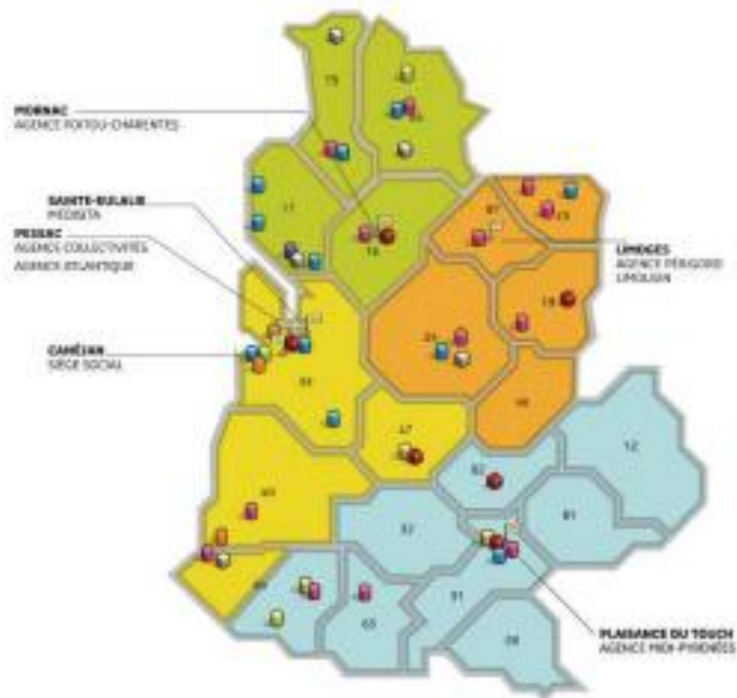 79
MORNAC
AGENCE POITOU-CHARENTES
17
16
87
SAINTE-EULALIE
MEDISITA
PESSAC
AGENCE COLLECTIVITÉS
AGENCE ATLANTIQUE
LIMOGES
AGENCE PÉRIGORD
LIMOUSIN
19
24
CANÉJAN
SIÈGE SOCIAL
33
47
46
12
82
40
81
32
64
31
65
09
PLAISANCE DU TOUCH
AGENCE MIDI-PYRÉNÉES